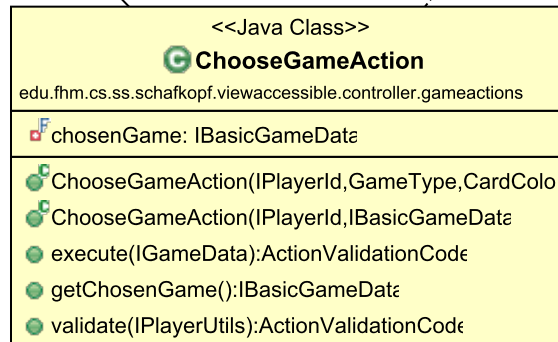 <<Java Class>>
C ChooseGameAction
edu.fhm.cs.ss.schafkopf.viewaccessible.controller.gameactions
F chosenGame: IBasicGameData
C ChooseGameAction(IPlayerId,GameType,CardColo
C ChooseGameAction(IPlayerId,IBasicGameData
execute(IGameData):ActionValidationCode
getChosenGame():IBasicGameData
validate(IPlayerUtils):ActionValidationCode